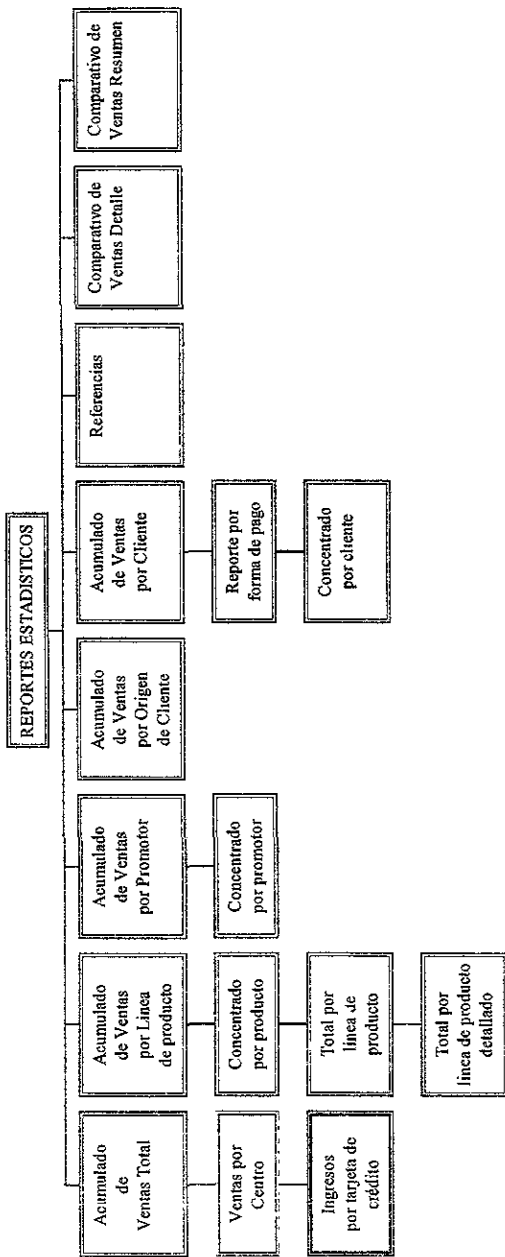 REPORTES ESTADISTICOS
Acumulado
de
Ventas Total
Ventas por
Centro
Ingresos
por tarjeta de
crédito
Acumulado
de Ventas
por Linea
de producto
Concentrado
por producto
Total por
linea de
producto
Total por
linea de producto
detallado
Acumulado
de Ventas
por Promotor
Concentrado
por promotor
Acumulado
de Ventas
por Origen
de Cliente
Acumulado
de Ventas
por Cliente
Reporte por
forma de pago
Concentrado
por cliente
Referencias
Comparativo de
Ventas Detalle
Comparativo de
Ventas Resumen